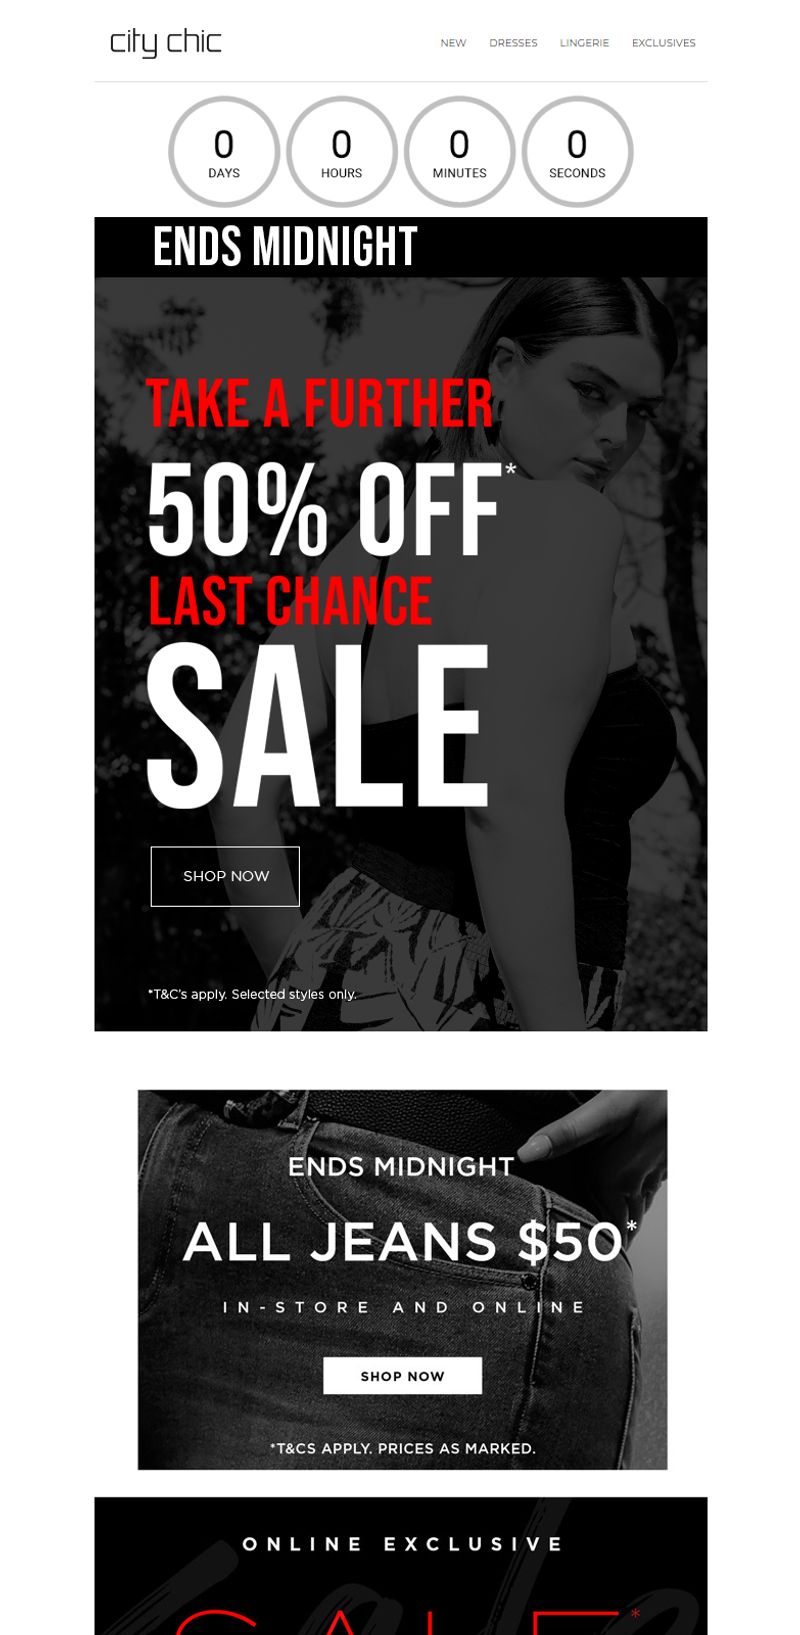 city chic
NEW DRESSES LINGERIE EXCLUSIVES
0 0 0 0
DAYS HOURS MINUTES SECONDS
ENDS MIDNIGHT
TAKE A FURTHER
50% OFF*
LAST CHANCE
SALE
SHOP NOW
*T&C's apply. Selected styles only.
ENDS MIDNIGHT
ALL JEANS $50*
IN-STORE AND ONLINE
SHOP NOW
*T&CS APPLY. PRICES AS MARKED.
ONLINE EXCLUSIVE
SALE*